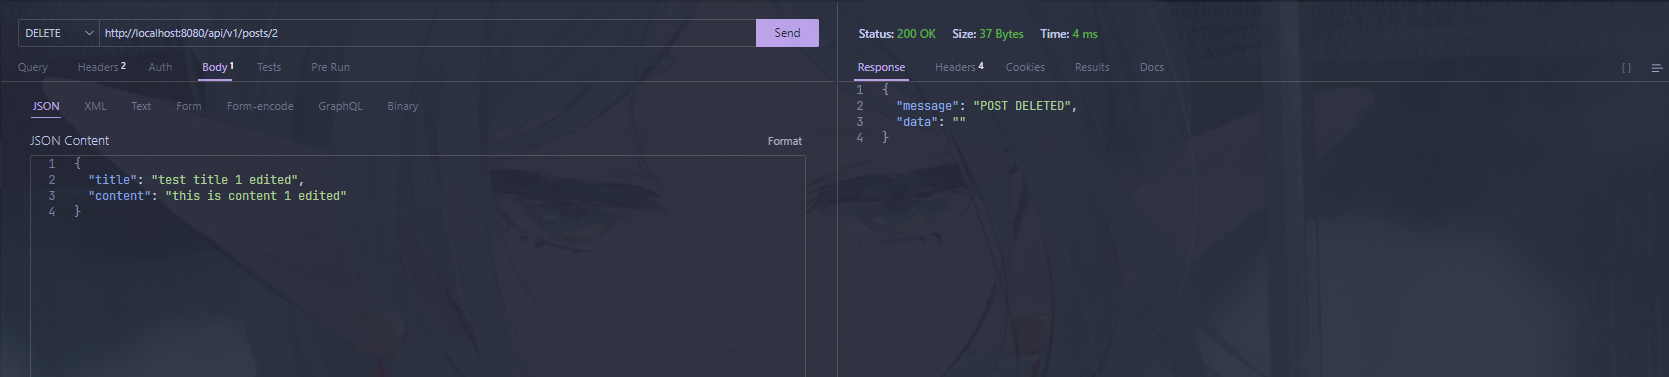 DELETE http://localhost:8080/api/v1/posts/2 Send
Query Headers 2 Auth Body 1 Tests Pre Run
JSON XML Text Form Form-encode GraphQL Binary
JSON Content Format
1 {
2 "title": "test title 1 edited",
3 "content": "this is content 1 edited"
4 }
Status: 200 OK Size: 37 Bytes Time: 4 ms
Response Headers 4 Cookies Results Docs { }
1 {
2 "message": "POST DELETED",
3 "data": ""
4 }